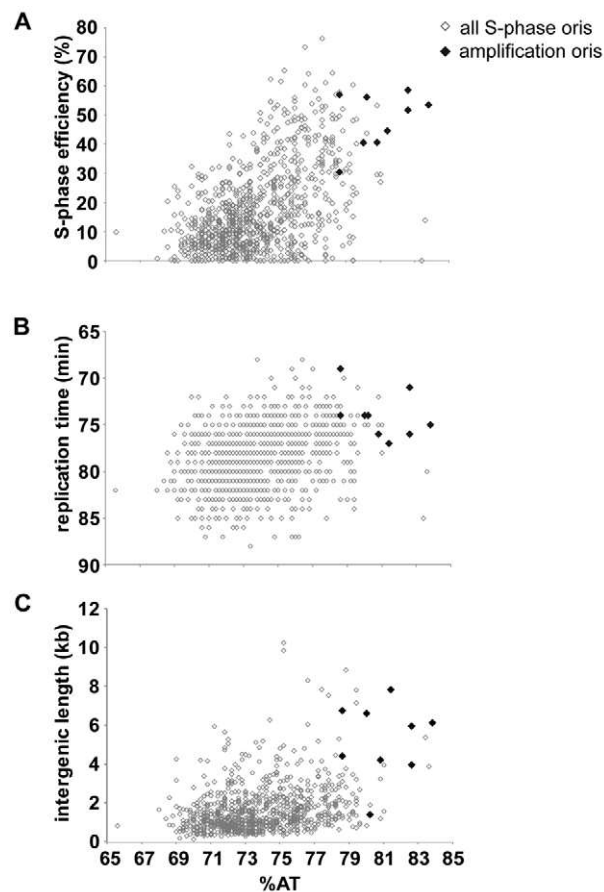 A
S-phase efficiency (%)
80
70
60
50
40
30
20
10
0
all S-phase oris
amplification oris
B
replication time (min)
65
70
75
80
85
90
C
intergenic length (kb)
12
10
8
6
4
2
0
65 67 69 71 73 75 77 79 81 83 85
%AT